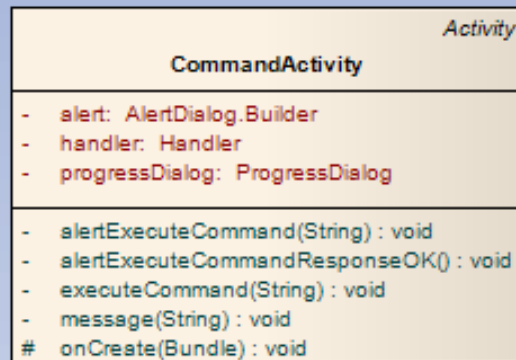 Activity
CommandActivity
- alert: AlertDialog.Builder
- handler: Handler
- progressDialog: ProgressDialog
- alertExecuteCommand(String) : void
- alertExecuteCommandResponseOK() : void
- executeCommand(String) : void
- message(String) : void
# onCreate(Bundle) : void